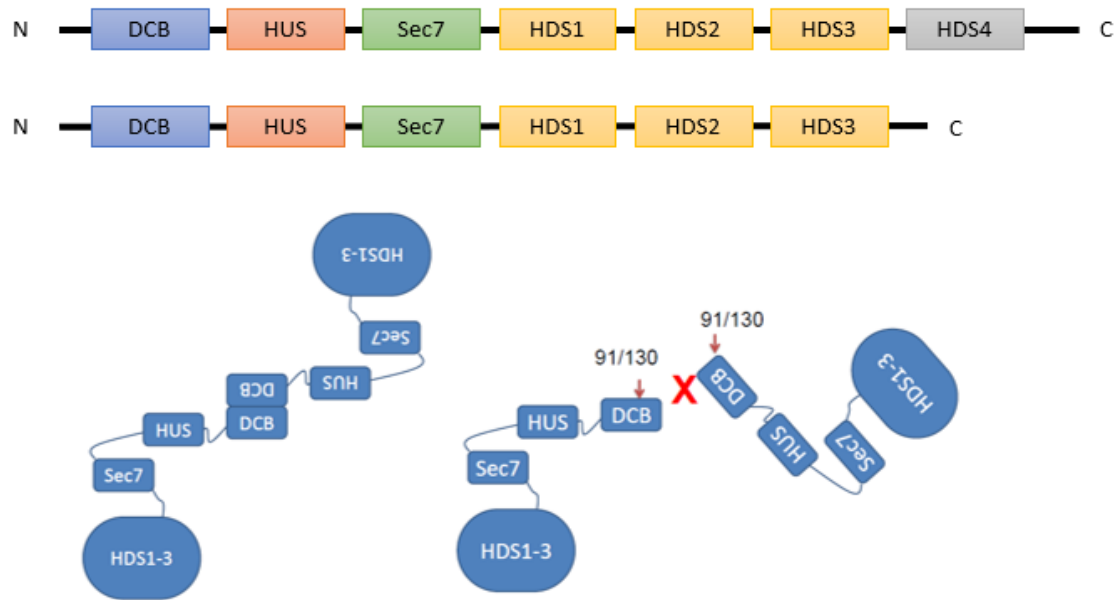 N DCB HUS Sec7 HDS1 HDS2 HDS3 HDS4 C
N DCB HUS Sec7 HDS1 HDS2 HDS3 C
HDS1-3
Sec7
HUS
DCB
DCB
HUS
Sec7
HDS1-3
91/130
91/130
DCB
HUS
Sec7
HDS1-3
X
DCB
HUS
Sec7
HDS1-3